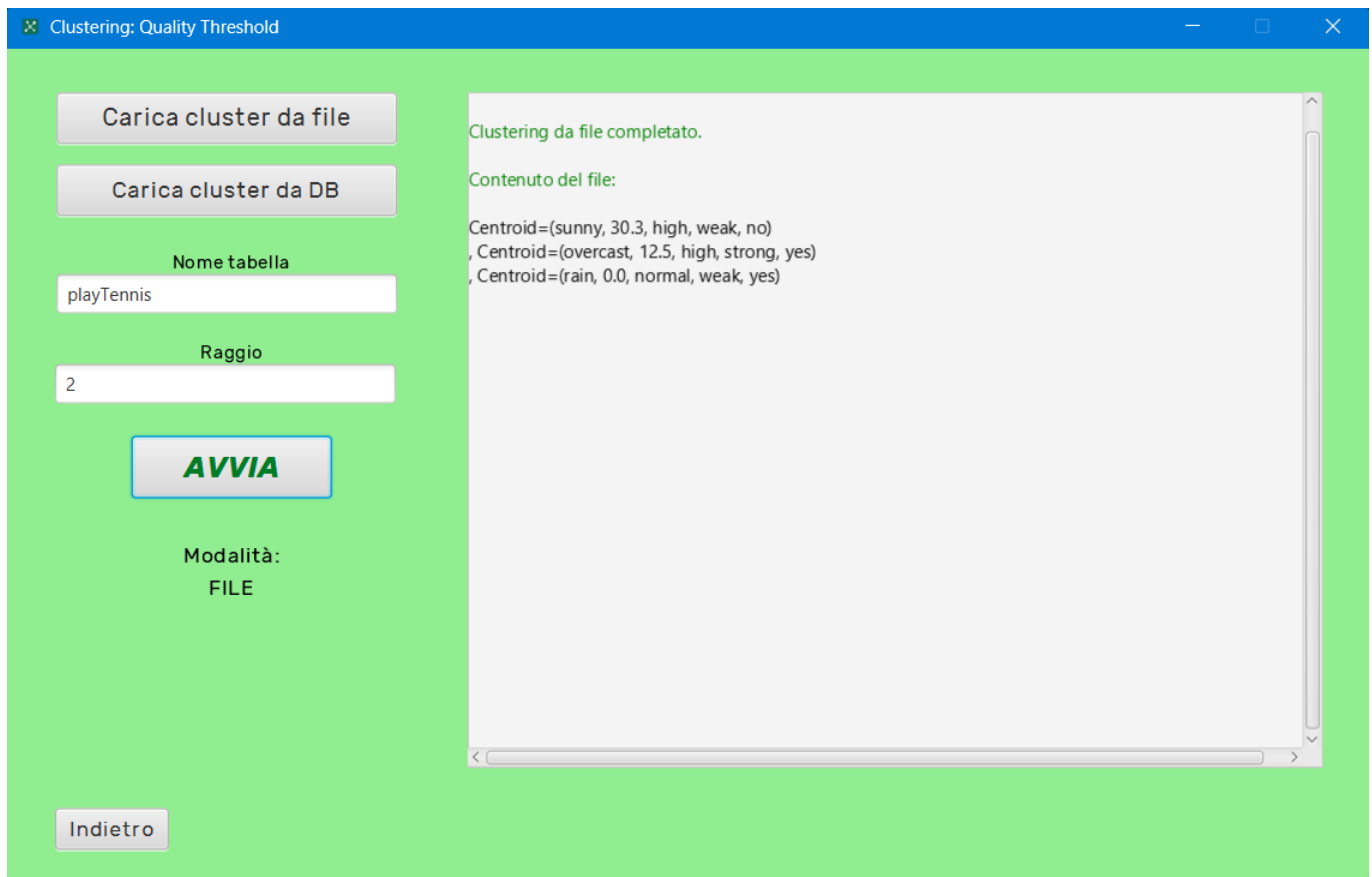 Clustering: Quality Threshold
Carica cluster da file
Carica cluster da DB
Nome tabella
playTennis
Raggio
2
AVVIA
Modalità:
FILE
Indietro
Clustering da file completato.
Contenuto del file:
Centroid=(sunny, 30.3, high, weak, no)
, Centroid=(overcast, 12.5, high, strong, yes)
, Centroid=(rain, 0.0, normal, weak, yes)